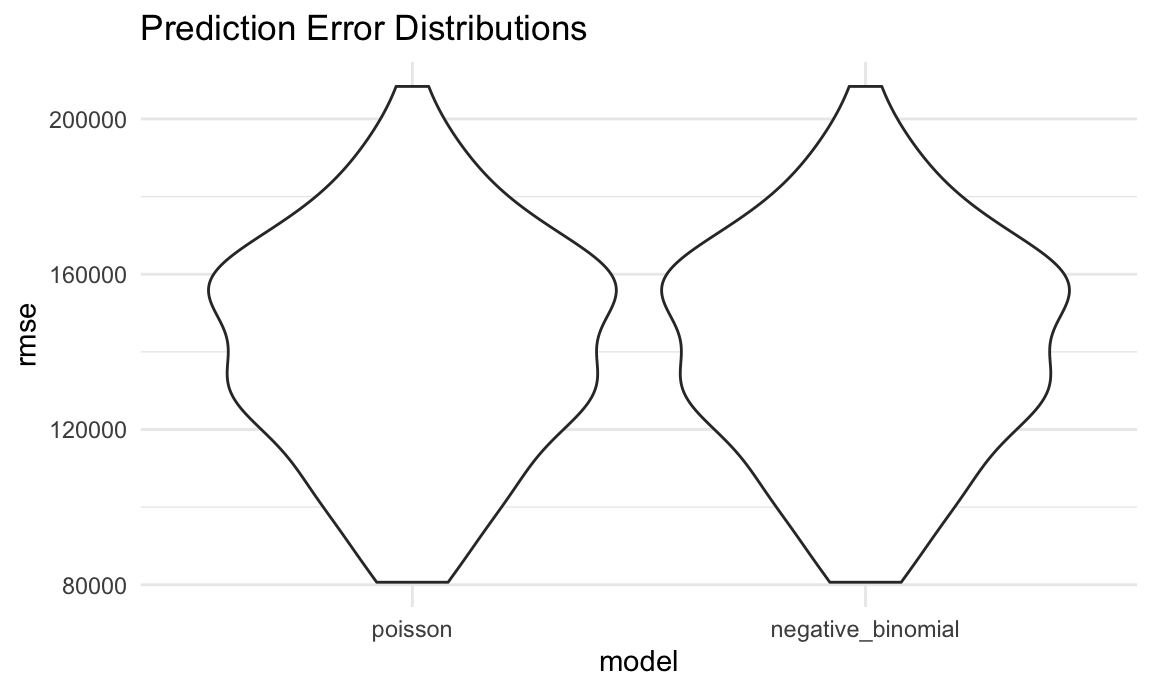 Prediction Error Distributions
200000
160000
120000
80000
rmse
poisson
negative_binomial
model